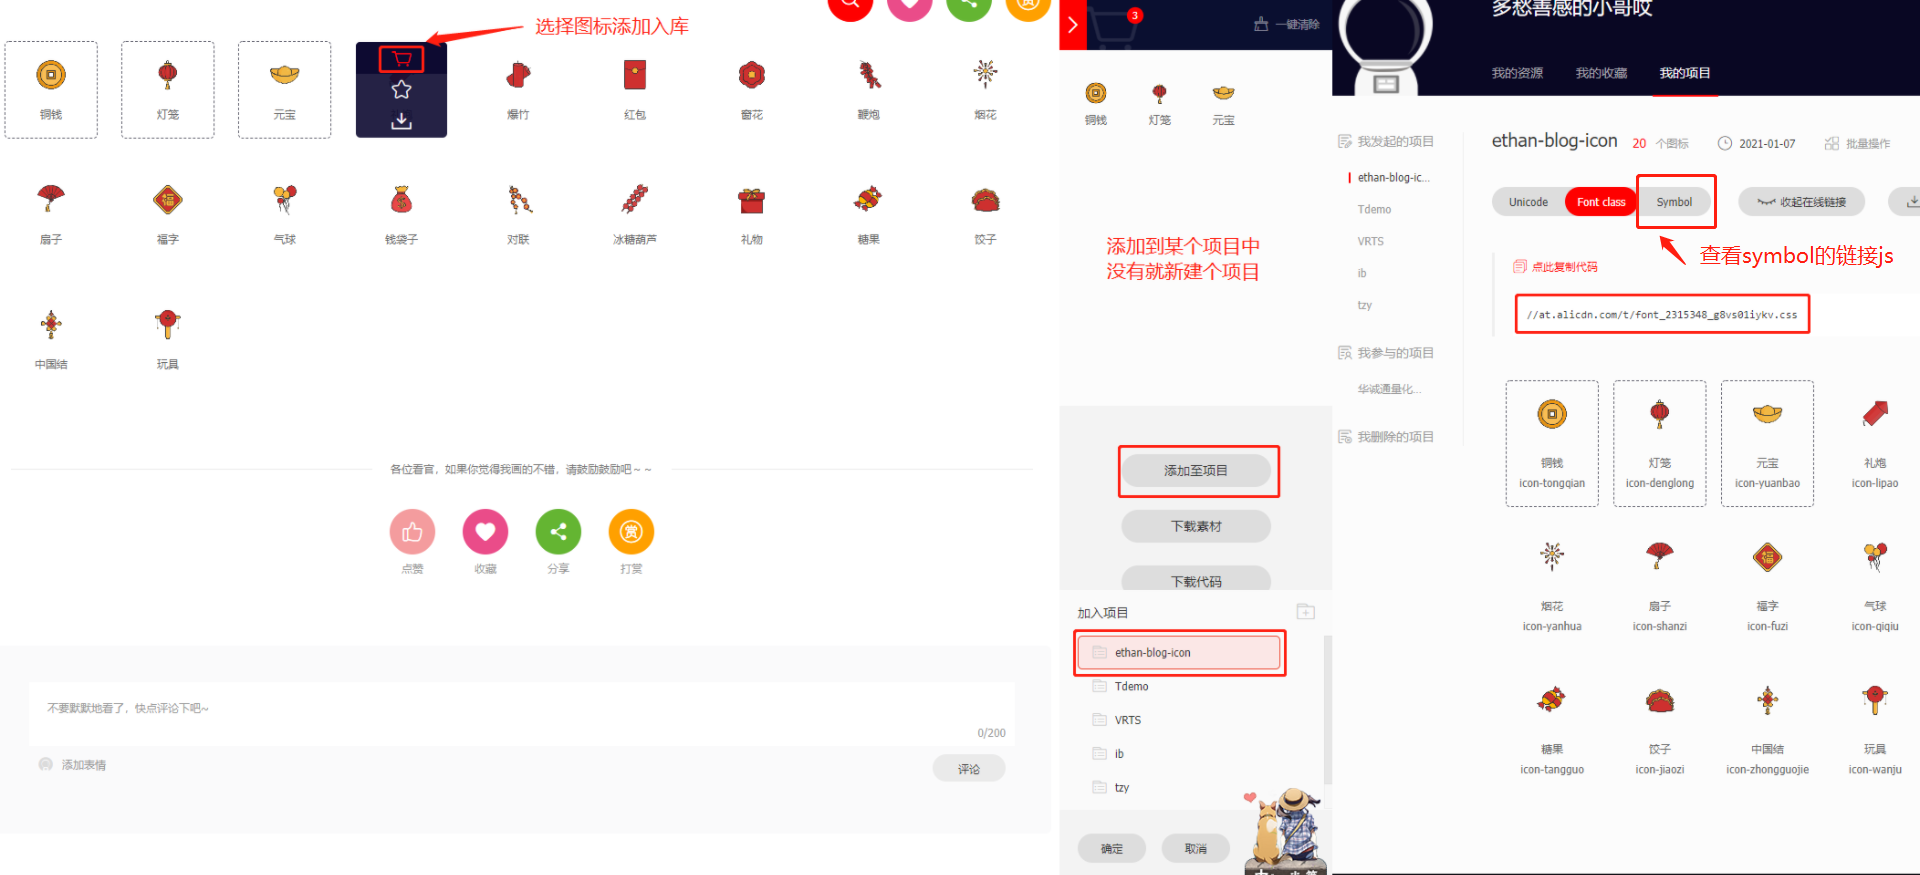 选择图标添加入库
铜钱
灯笼
元宝
爆竹
红包
窗花
鞭炮
烟花
扇子
福字
气球
钱袋子
对联
冰糖葫芦
礼物
糖果
饺子
中国结
玩具
各位看官，如果你觉得我画的不错，请鼓励鼓励吧～～
赏
点赞
收藏
分享
打赏
不要默默地看了，快点评论下吧~
0/200
添加表情
评论
3
一键清除
铜钱
灯笼
元宝
添加到某个项目中
没有就新建个项目
添加至项目
下载素材
下载代码
加入项目
ethan-blog-icon
Tdemo
VRTS
ib
tzy
确定
取消
多愁善感的小哥哎
我的资源
我的收藏
我的项目
我发起的项目
ethan-blog-ic...
Tdemo
VRTS
ib
tzy
我参与的项目
华诚通量化...
我删除的项目
ethan-blog-icon
20 个图标
2021-01-07
批量操作
Unicode
Font class
Symbol
收起在线链接
查看symbol的链接js
点此复制代码
//at.alicdn.com/t/font_2315348_g8vs01iykv.css
铜钱
icon-tongqian
灯笼
icon-denglong
元宝
icon-yuanbao
礼炮
icon-lipao
烟花
icon-yanhua
扇子
icon-shanzi
福字
icon-fuzi
气球
icon-qiqiu
糖果
icon-tangguo
饺子
icon-jiaozi
中国结
icon-zhongguojie
玩具
icon-wanju